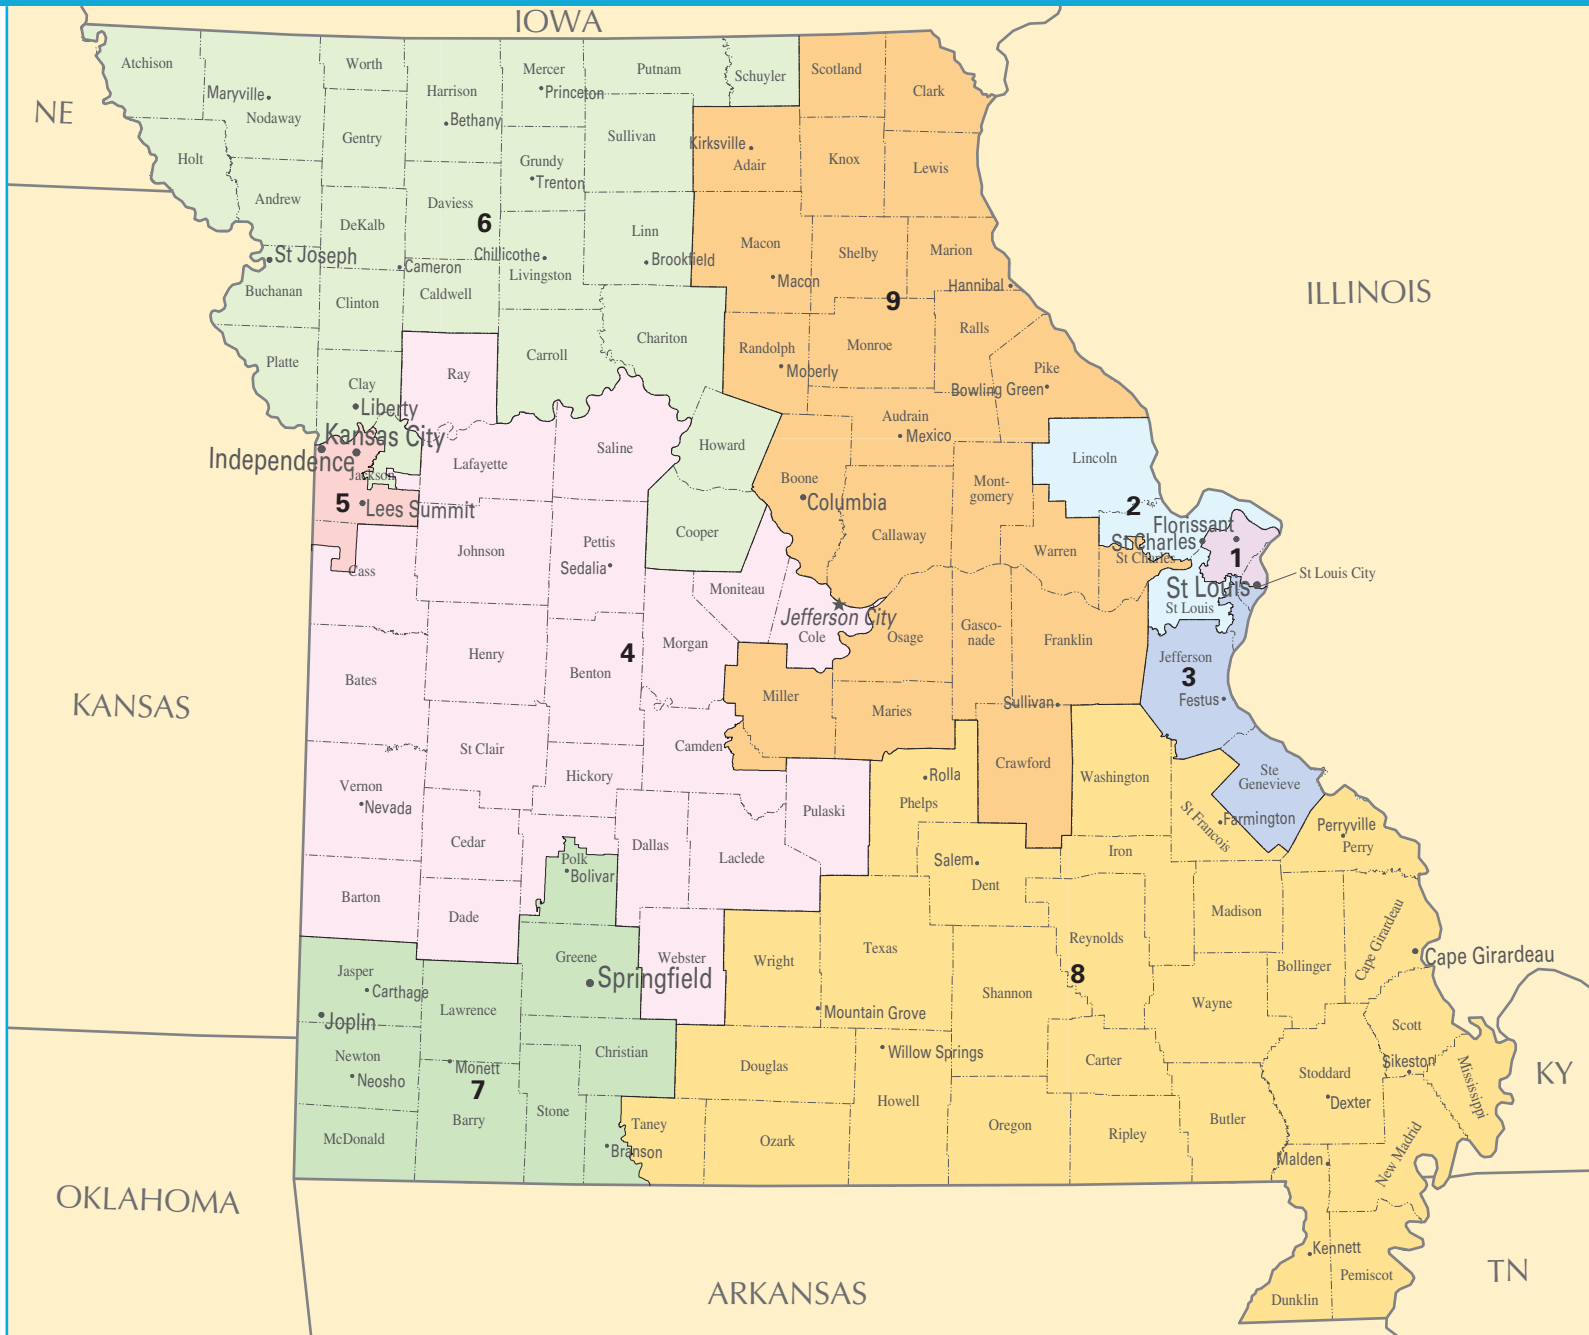 IOWA
Atchison
Worth
Mercer
Putnam
Schuyler
Scotland
Maryville
Harrison
Princeton
Clark
Nodaway
Bethany
NE
Gentry
Sullivan
Kirksville
Holt
Grundy
Adair
Knox
Lewis
Trenton
Andrew
Daviess
DeKalb
6
Linn
Macon
Shelby
Marion
St Joseph
Cameron
Chillicothe
Brookfield
Livingston
Macon
Hannibal
Buchanan
Clinton
Caldwell
9
ILLINOIS
Chariton
Ralls
Platte
Carroll
Randolph
Monroe
Ray
Moberly
Pike
Clay
Bowling Green
Liberty
Audrain
Kansas City
Mexico
Independence
Lafayette
Saline
Howard
Lincoln
Jackson
Boone
Mont-
gomery
5
Lees Summit
Columbia
2
Cooper
Callaway
Florissant
Johnson
Pettis
Warren
St Charles
St Charles
1
Sedalia
Cass
St Louis City
Moniteau
St Louis
St Louis
Jefferson City
Cole
Osage
Gasco-
nade
Franklin
Henry
4
Morgan
Jefferson
Bates
Benton
3
KANSAS
Miller
Maries
Sullivan
Festus
St Clair
Camden
Crawford
Washington
Ste
Genevieve
Hickory
Rolla
Vernon
Nevada
Pulaski
Phelps
St Francois
Farmington
Perryville
Cedar
Dallas
Laclede
Iron
Perry
Polk
Bolivar
Salem
Dent
Barton
Dade
Madison
Cape Girardeau
Greene
Webster
Wright
Texas
Reynolds
Cape Girardeau
Jasper
Springfield
8
Bollinger
Carthage
Shannon
Lawrence
Mountain Grove
Wayne
Joplin
Scott
Newton
Christian
Willow Springs
Monett
Douglas
Carter
Sikeston
Neosho
7
Stoddard
Mississippi
KY
Stone
Howell
Dexter
Barry
Taney
Oregon
Ripley
Butler
McDonald
Ozark
Branson
Malden
New Madrid
OKLAHOMA
Kennett
Pemiscot
TN
ARKANSAS
Dunklin